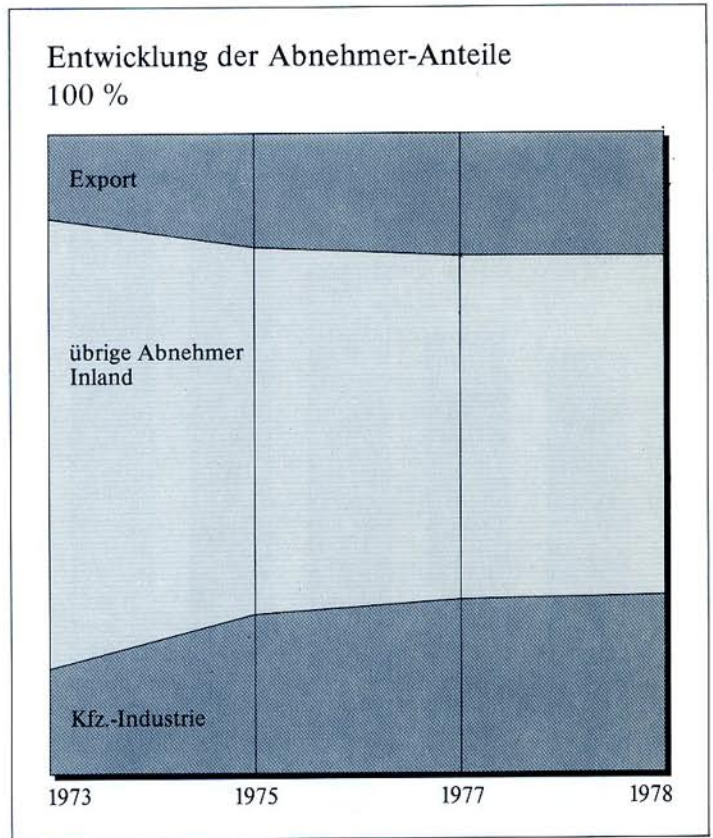 Entwicklung der Abnehmer-Anteile
100 %
Export
übrige Abnehmer
Inland
Kfz.-Industrie
1973 1975 1977 1978